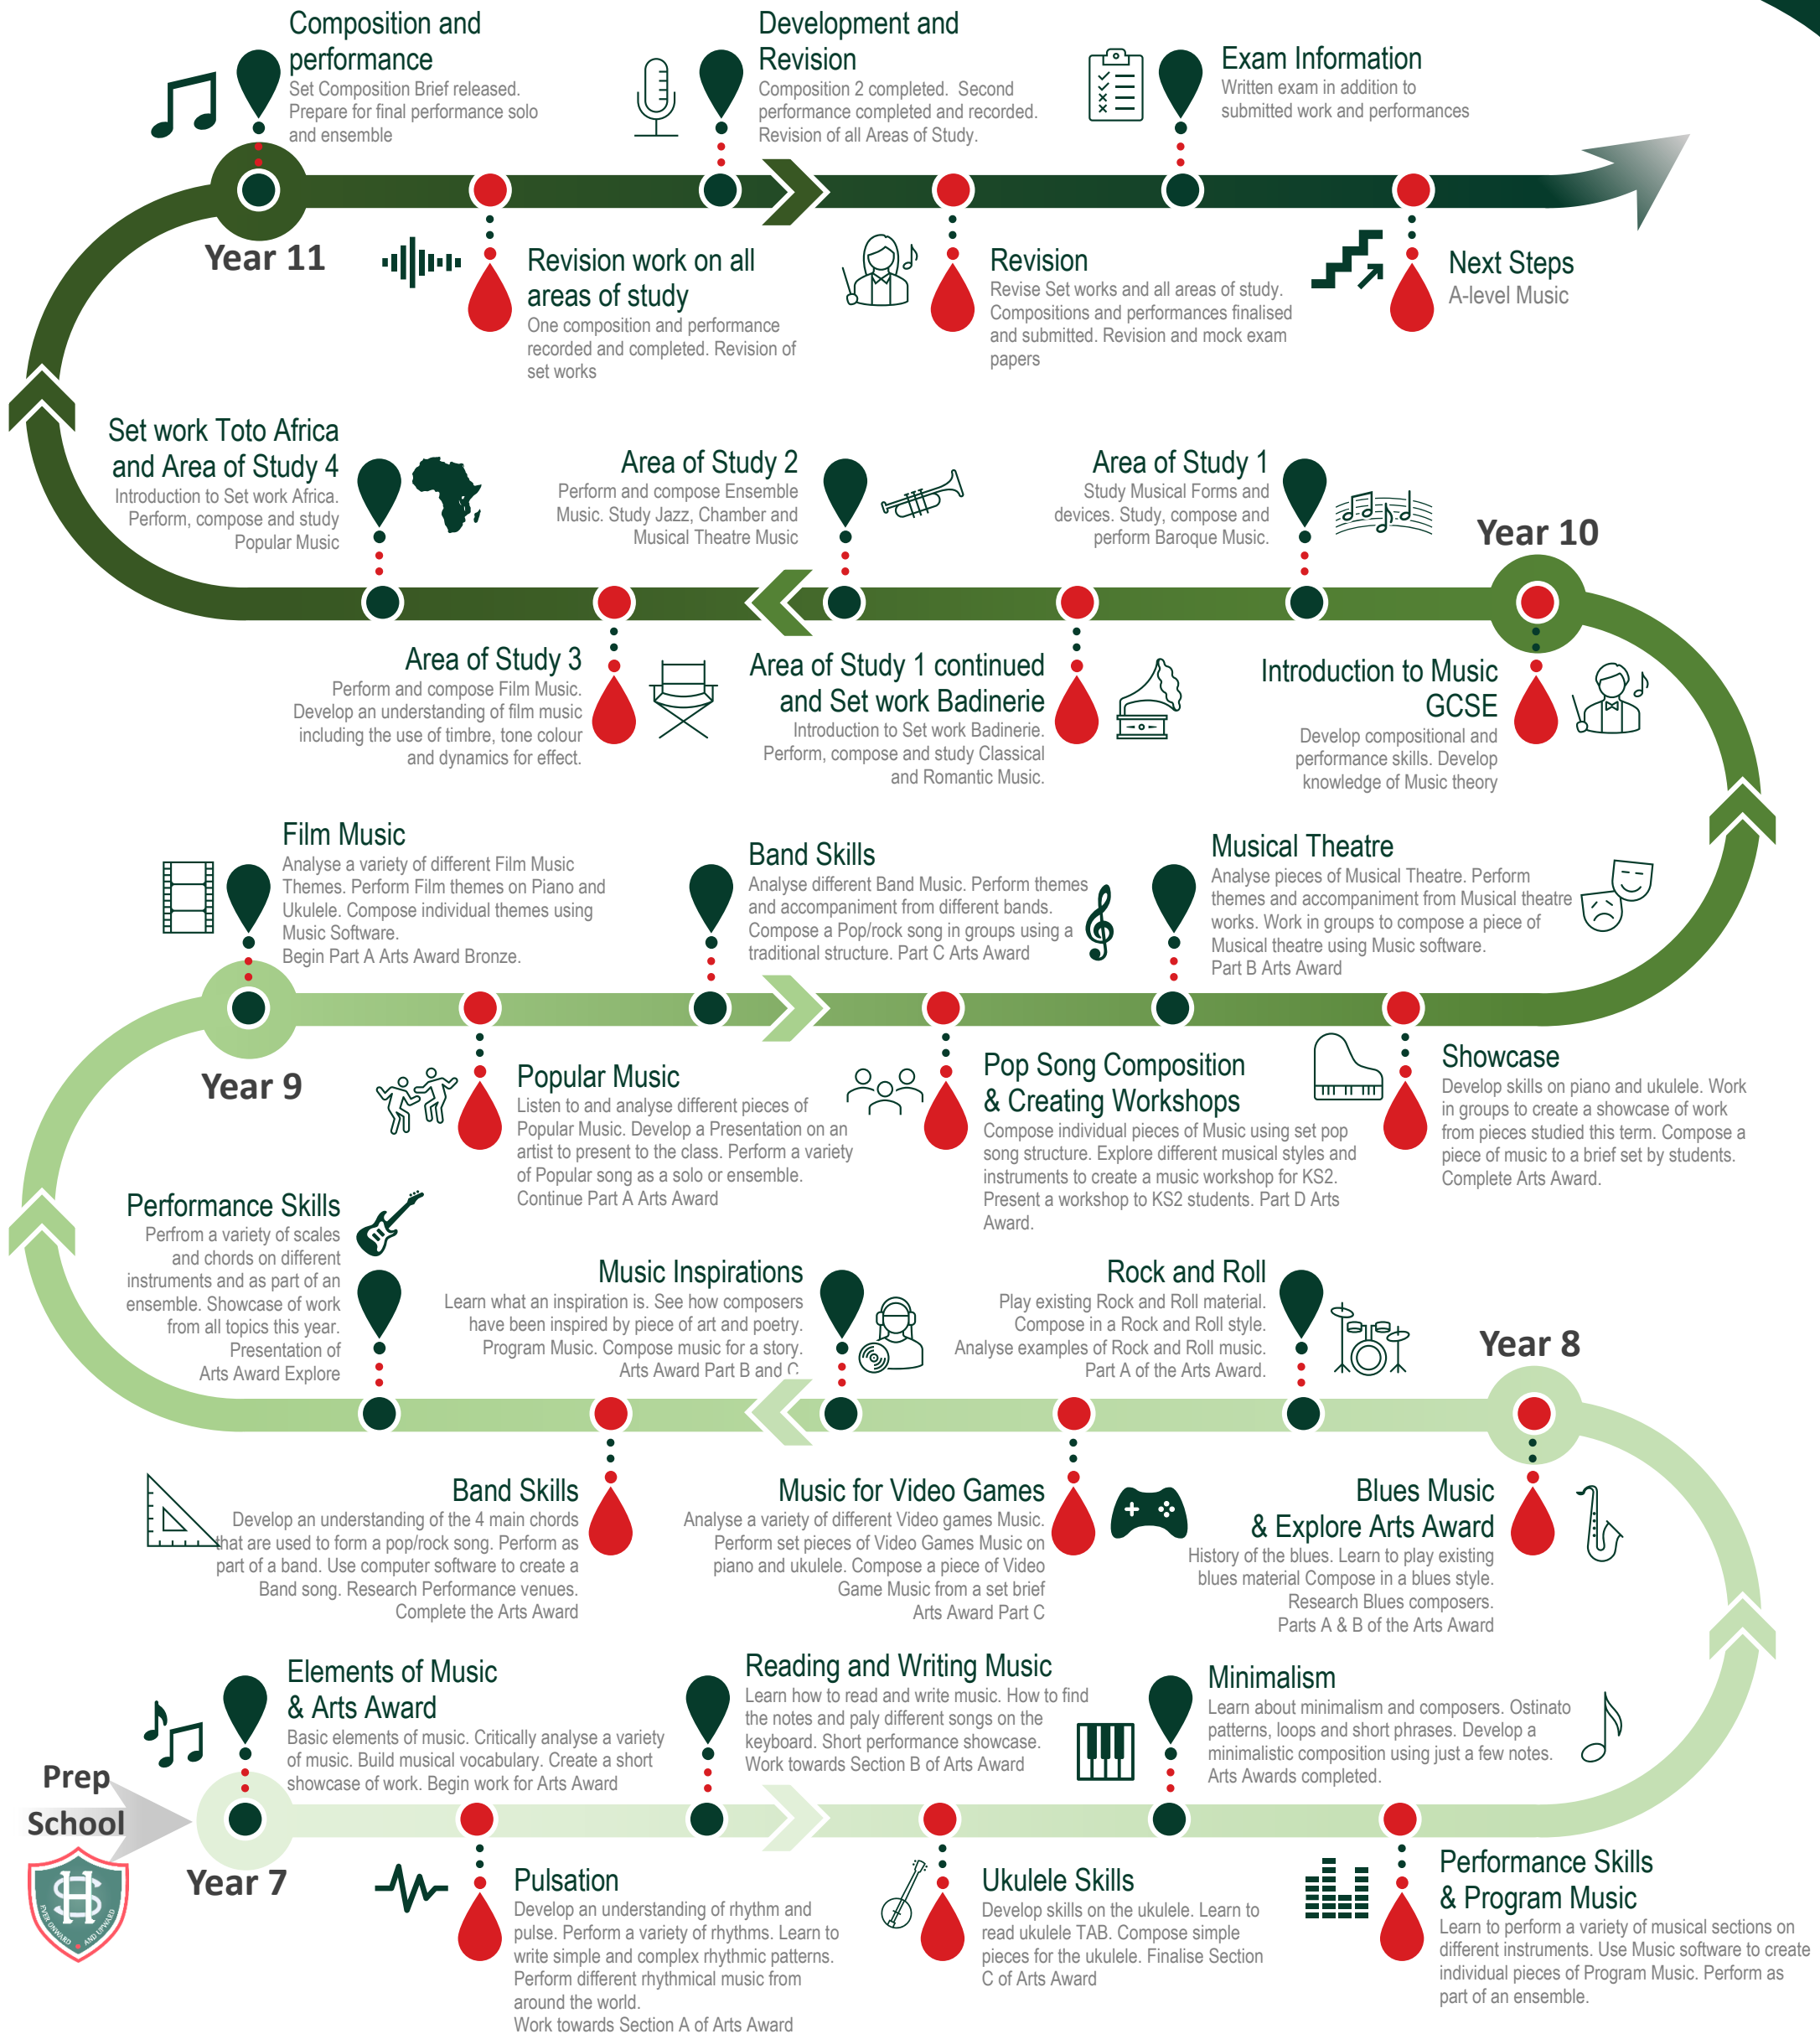 Composition and
performance
Set Composition Brief released.
Prepare for final performance solo
and ensemble
Development and
Revision
Composition 2 completed. Second
performance completed and recorded.
Revision of all Areas of Study.
Exam Information
Written exam in addition to
submitted work and performances
Year 11
Revision work on all
areas of study
One composition and performance
recorded and completed. Revision of
set works
Revision
Revise Set works and all areas of study.
Compositions and performances finalised
and submitted. Revision and mock exam
papers
Next Steps
A-level Music
Set work Toto Africa
and Area of Study 4
Introduction to Set work Africa.
Perform, compose and study
Popular Music
Area of Study 2
Perform and compose Ensemble
Music. Study Jazz, Chamber and
Musical Theatre Music
Area of Study 1
Study Musical Forms and
devices. Study, compose and
perform Baroque Music.
Year 10
Area of Study 3
Perform and compose Film Music.
Develop an understanding of film music
including the use of timbre, tone colour
and dynamics for effect.
Area of Study 1 continued
and Set work Badinerie
Introduction to Set work Badinerie.
Perform, compose and study Classical
and Romantic Music.
Introduction to Music
GCSE
Develop compositional and
performance skills. Develop
knowledge of Music theory
Film Music
Analyse a variety of different Film Music
Themes. Perform Film themes on Piano and
Ukulele. Compose individual themes using
Music Software.
Begin Part A Arts Award Bronze.
Band Skills
Analyse different Band Music. Perform themes
and accompaniment from different bands.
Compose a Pop/rock song in groups using a
traditional structure. Part C Arts Award
Musical Theatre
Analyse pieces of Musical Theatre. Perform
themes and accompaniment from Musical theatre
works. Work in groups to compose a piece of
Musical theatre using Music software.
Part B Arts Award
Year 9
Popular Music
Listen to and analyse different pieces of
Popular Music. Develop a Presentation on an
artist to present to the class. Perform a variety
of Popular song as a solo or ensemble.
Continue Part A Arts Award
Pop Song Composition
& Creating Workshops
Compose individual pieces of Music using set pop
song structure. Explore different musical styles and
instruments to create a music workshop for KS2.
Present a workshop to KS2 students. Part D Arts
Award.
Showcase
Develop skills on piano and ukulele. Work
in groups to create a showcase of work
from pieces studied this term. Compose a
piece of music to a brief set by students.
Complete Arts Award.
Performance Skills
Perfrom a variety of scales
and chords on different
instruments and as part of an
ensemble. Showcase of work
from all topics this year.
Presentation of
Arts Award Explore
Music Inspirations
Learn what an inspiration is. See how composers
have been inspired by piece of art and poetry.
Program Music. Compose music for a story.
Arts Award Part B and C.
Rock and Roll
Play existing Rock and Roll material.
Compose in a Rock and Roll style.
Analyse examples of Rock and Roll music.
Part A of the Arts Award.
Year 8
Band Skills
Develop an understanding of the 4 main chords
that are used to form a pop/rock song. Perform as
part of a band. Use computer software to create a
Band song. Research Performance venues.
Complete the Arts Award
Music for Video Games
Analyse a variety of different Video games Music.
Perform set pieces of Video Games Music on
piano and ukulele. Compose a piece of Video
Game Music from a set brief
Arts Award Part C
Blues Music
& Explore Arts Award
History of the blues. Learn to play existing
blues material Compose in a blues style.
Research Blues composers.
Parts A & B of the Arts Award
Elements of Music
& Arts Award
Basic elements of music. Critically analyse a variety
of music. Build musical vocabulary. Create a short
showcase of work. Begin work for Arts Award
Reading and Writing Music
Learn how to read and write music. How to find
the notes and paly different songs on the
keyboard. Short performance showcase.
Work towards Section B of Arts Award
Minimalism
Learn about minimalism and composers. Ostinato
patterns, loops and short phrases. Develop a
minimalistic composition using just a few notes.
Arts Awards completed.
Prep
School
EVER ONWARD AND UPWARD
Year 7
Pulsation
Develop an understanding of rhythm and
pulse. Perform a variety of rhythms. Learn to
write simple and complex rhythmic patterns.
Perform different rhythmical music from
around the world.
Work towards Section A of Arts Award
Ukulele Skills
Develop skills on the ukulele. Learn to
read ukulele TAB. Compose simple
pieces for the ukulele. Finalise Section
C of Arts Award
Performance Skills
& Program Music
Learn to perform a variety of musical sections on
different instruments. Use Music software to create
individual pieces of Program Music. Perform as
part of an ensemble.